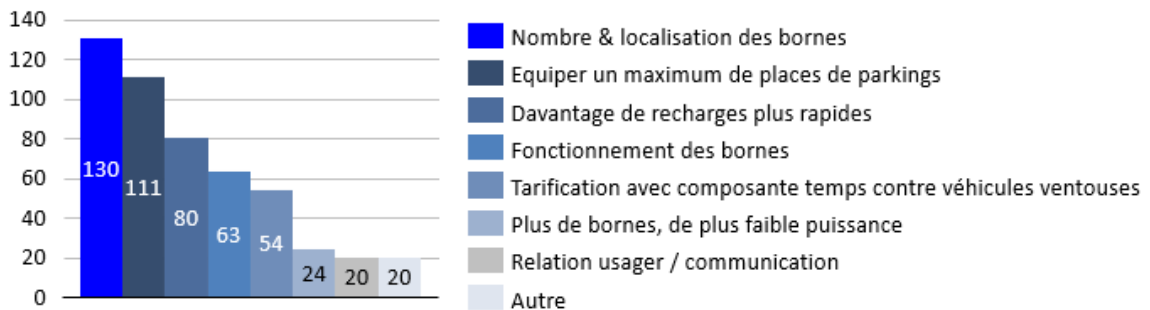 140
120
100
80
60
40
20
0
130
111
80
63
54
24
20
20
Nombre & localisation des bornes
Equiper un maximum de places de parkings
Davantage de recharges plus rapides
Fonctionnement des bornes
Tarification avec composante temps contre véhicules ventouses
Plus de bornes, de plus faible puissance
Relation usager / communication
Autre